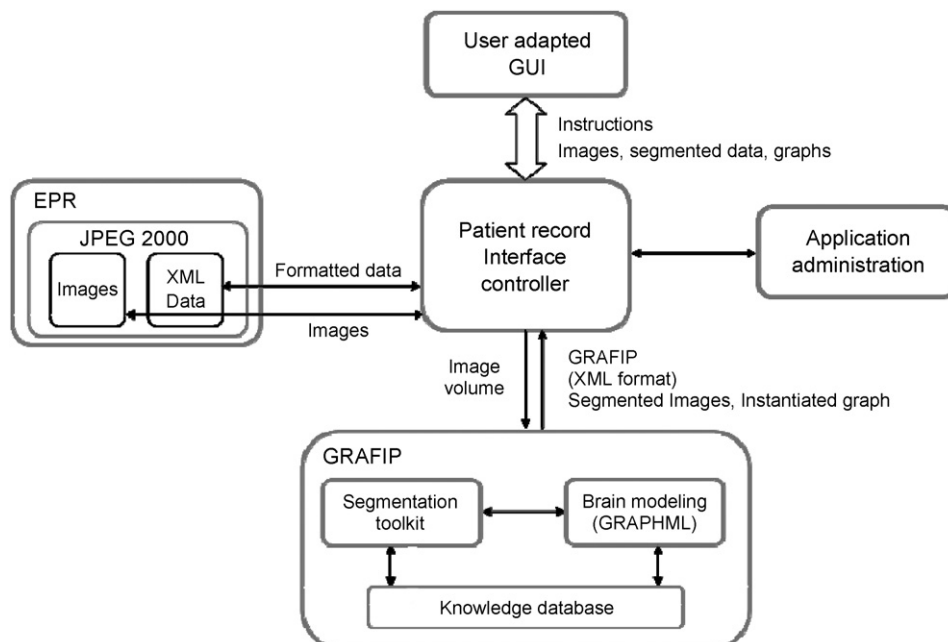 User adapted
GUI
Instructions
Images, segmented data, graphs
EPR
JPEG 2000
Images
XML
Data
Formatted data
Images
Patient record
Interface
controller
Application
administration
Image
volume
GRAFIP
(XML format)
Segmented Images, Instantiated graph
GRAFIP
Segmentation
toolkit
Brain modeling
(GRAPHML)
Knowledge database